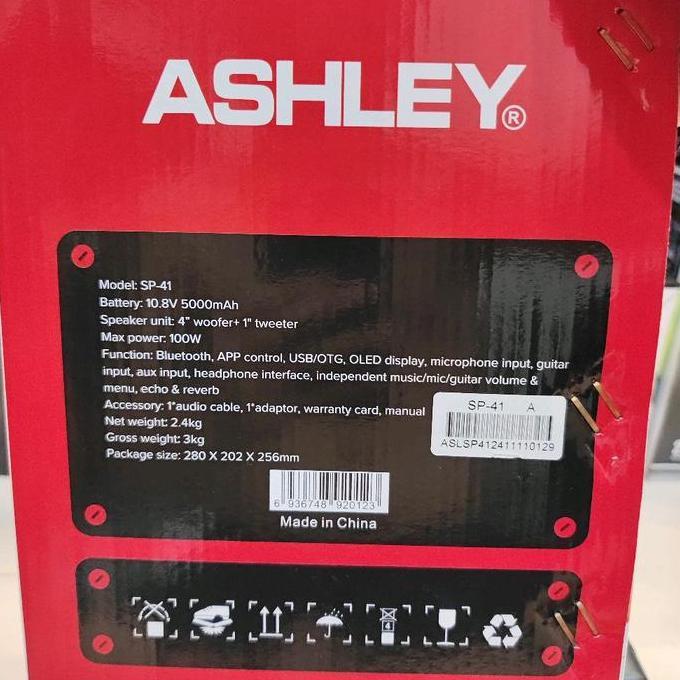 ASHLEY®
Model: SP-41
Battery: 10.8V 5000mAh
Speaker unit: 4" woofer+ 1" tweeter
Max power: 100W
Function: Bluetooth, APP control, USB/OTG, OLED display, microphone input, guitar
input, aux input, headphone interface, independent music/mic/guitar volume &
menu, echo & reverb
Accessory: 1*audio cable, 1*adaptor, warranty card, manual
Net weight: 2.4kg
Gross weight: 3kg
Package size: 280 X 202 X 256mm
SP-41 A
ASLSP412411110129
6 936748 920123
Made in China
4